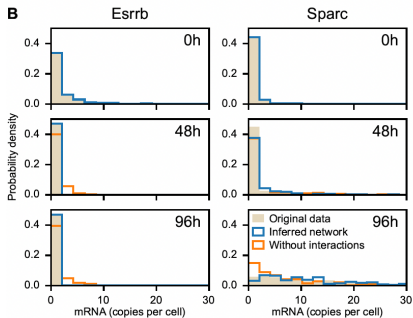 B
Esrrb
Sparc
Probability density
0.4
0.2
0.0
0h
0.4
0.2
0.0
0h
0.4
0.2
0.0
48h
0.4
0.2
0.0
48h
0.4
0.2
0.0
96h
0.4
0.2
0.0
96h
Original data
Inferred network
Without interactions
0 10 20 30
0 10 20 30
mRNA (copies per cell)
mRNA (copies per cell)